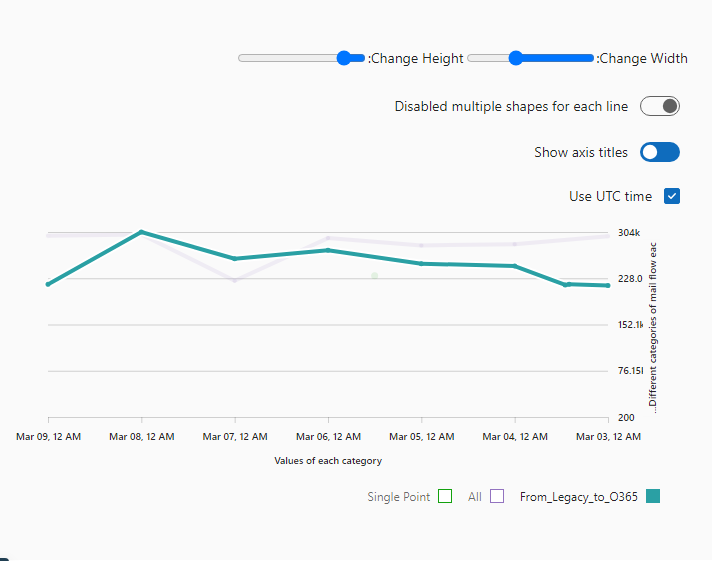 :Change Height :Change Width
Disabled multiple shapes for each line
Show axis titles
Use UTC time
304k
228.0
152.1k
76.15
200
...Different categories of mail flow eac
Mar 09, 12 AM Mar 08, 12 AM Mar 07, 12 AM Mar 06, 12 AM Mar 05, 12 AM Mar 04, 12 AM Mar 03, 12 AM
Values of each category
Single Point All From_Legacy_to_O365